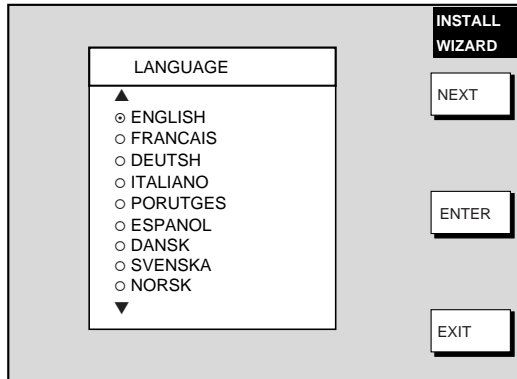 INSTALL
WIZARD
LANGUAGE
ENGLISH
FRANCAIS
DEUTSH
ITALIANO
PORUTGES
ESPANOL
DANSK
SVENSKA
NORSK
NEXT
ENTER
EXIT